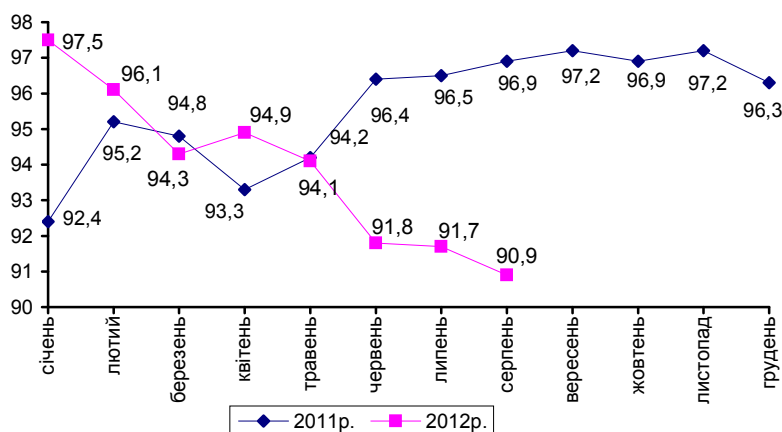 98
97
96
95
94
93
92
91
90
97,5
96,1
94,8
94,9
94,2
96,4
96,5
96,9
97,2
96,9
97,2
96,3
95,2
94,3
93,3
94,1
92,4
91,8
91,7
90,9
січень
лютий
березень
квітень
травень
червень
липень
серпень
вересень
жовтень
листопад
грудень
2011р.
2012р.